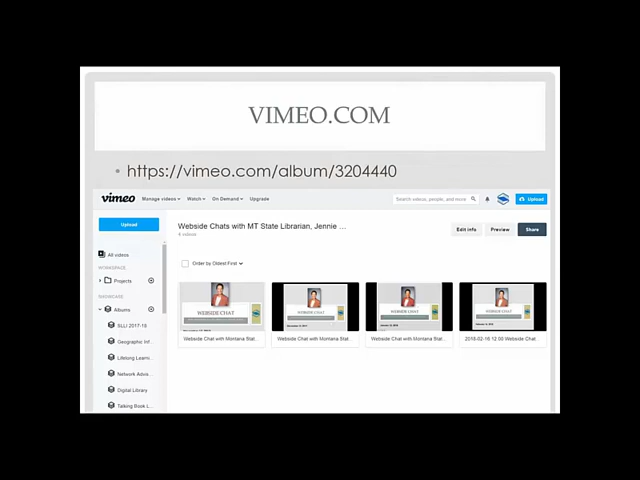 VIMEO.COM
• https://vimeo.com/album/3204440
vimeo Manage videos Watch On Demand Upgrade Search videos, people, and more Upload
Upload
Webside Chats with MT State Librarian, Jennie ...
Edit info Preview Share
All videos
WORKSPACE
Projects
Order by Oldest First
SHOWCASE
Albums
SLJJ 2017-18
Geographic Inf...
Lifelong Learni...
Network Advis...
Digital Library
Talking Book L...
WEBSIDE CHAT
WEBSIDE CHAT
WEBSIDE CHAT
WEBSIDE CHAT
Webside Chat with Montana Stat...
Webside Chat with Montana Stat...
Webside Chat with Montana Stat...
2018-02-16 12.00 Webside Chat...